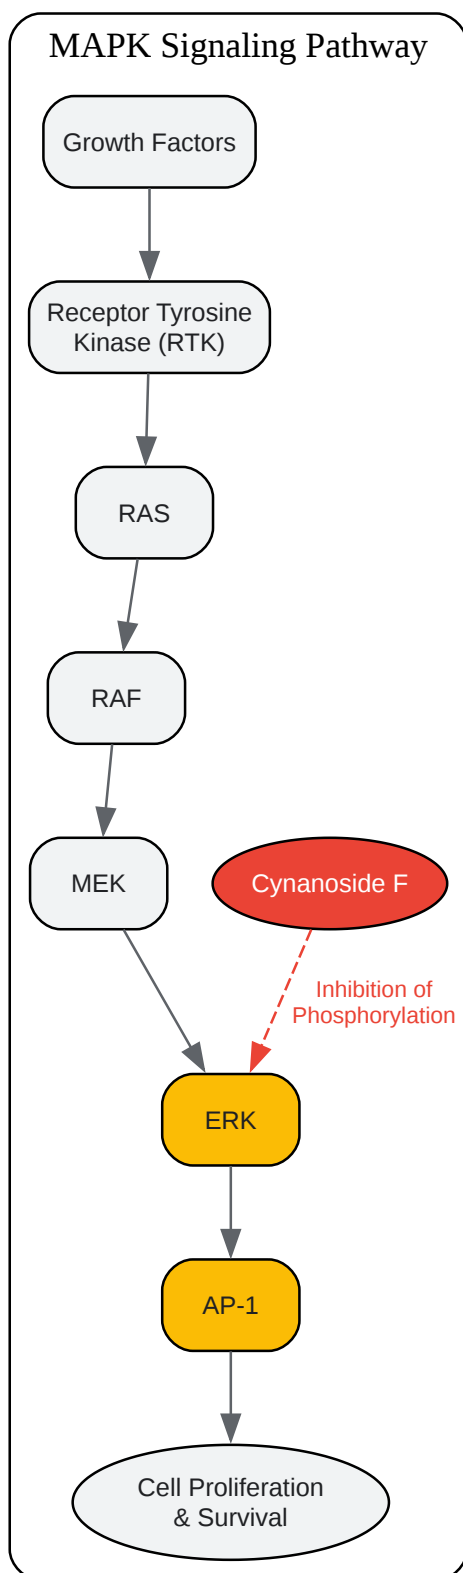 MAPK Signaling Pathway
Growth Factors
Receptor Tyrosine
Kinase (RTK)
RAS
RAF
MEK
Cynanoside F
Inhibition of
Phosphorylation
ERK
AP-1
Cell Proliferation
& Survival